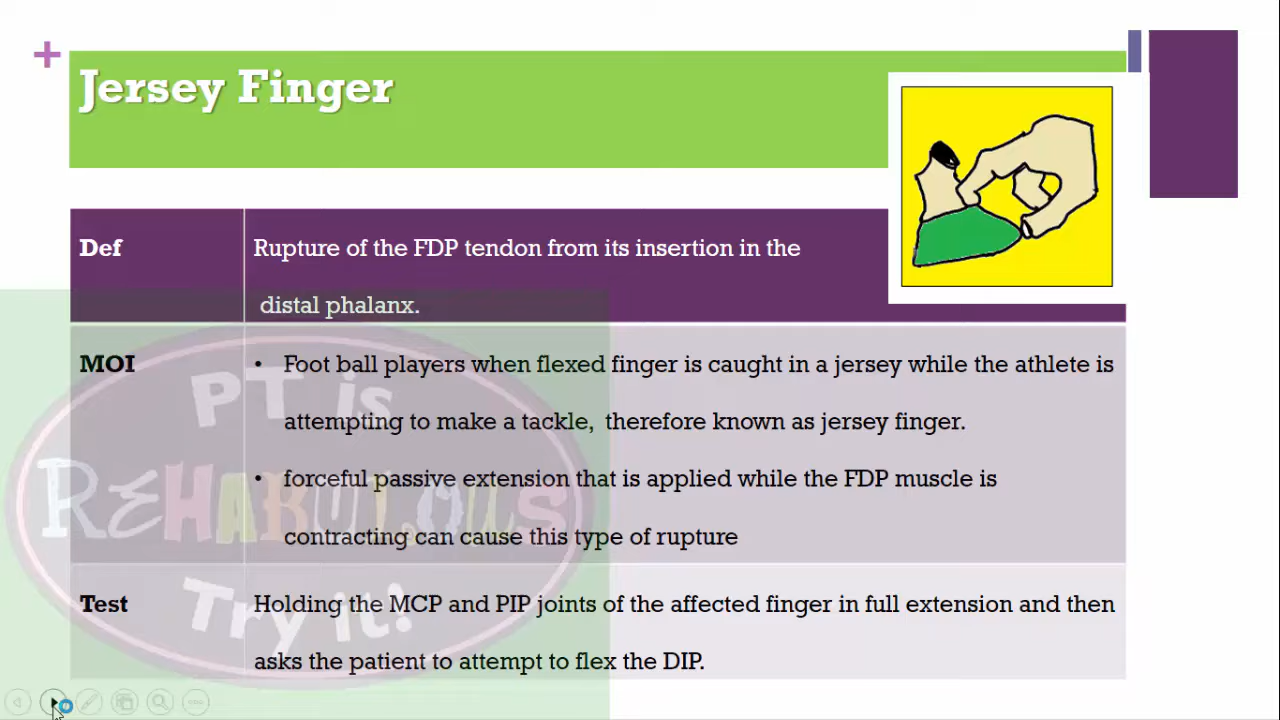 +
Jersey Finger
Def
Rupture of the FDP tendon from its insertion in the
distal phalanx.
MOI
• Foot ball players when flexed finger is caught in a jersey while the athlete is
attempting to make a tackle, therefore known as jersey finger.
• forceful passive extension that is applied while the FDP muscle is
contracting can cause this type of rupture
Test
Holding the MCP and PIP joints of the affected finger in full extension and then
asks the patient to attempt to flex the DIP.
PT is
REHABULOUS
Try it!